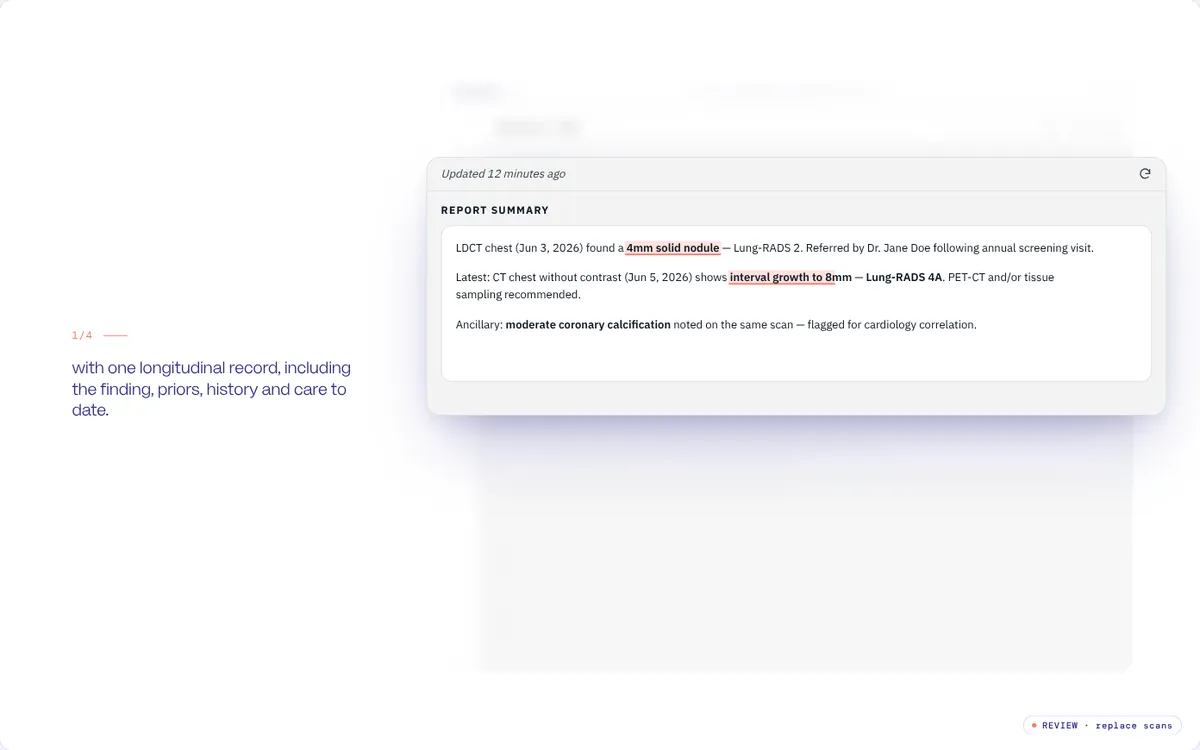 Updated 12 minutes ago
REPORT SUMMARY
LDCT chest (Jun 3, 2026) found a 4mm solid nodule — Lung-RADS 2. Referred by Dr. Jane Doe following annual screening visit.
Latest: CT chest without contrast (Jun 5, 2026) shows interval growth to 8mm — Lung-RADS 4A. PET-CT and/or tissue
sampling recommended.
Ancillary: moderate coronary calcification noted on the same scan — flagged for cardiology correlation.
1/4
with one longitudinal record, including
the finding, priors, history and care to
date.
REVIEW · replace scans